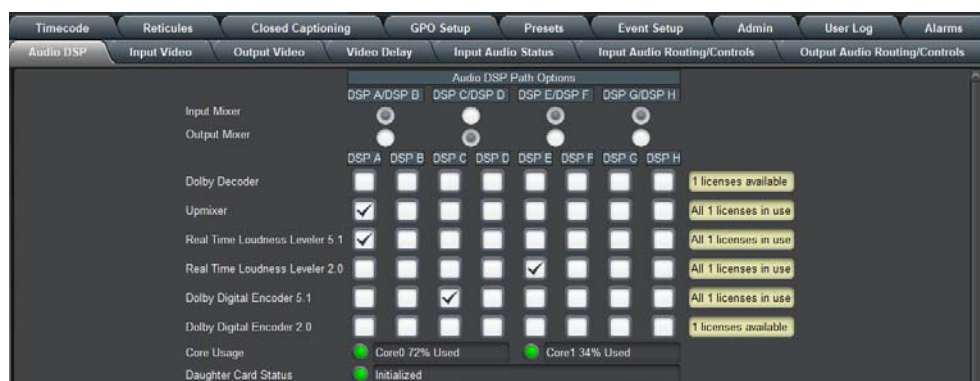 Timecode Reticules Closed Captioning GPO Setup Presets Event Setup Admin User Log Alarms
Audio DSP Input Video Output Video Video Delay Input Audio Status Input Audio Routing/Controls Output Audio Routing/Controls
Audio DSP Path Options
DSP A/DSP B DSP C/DSP D DSP E/DSP F DSP G/DSP H
Input Mixer
Output Mixer
DSP A DSP B DSP C DSP D DSP E DSP F DSP G DSP H
Dolby Decoder 1 licenses available
Upmixer All 1 licenses in use
Real Time Loudness Leveler 5.1 All 1 licenses in use
Real Time Loudness Leveler 2.0 All 1 licenses in use
Dolby Digital Encoder 5.1 All 1 licenses in use
Dolby Digital Encoder 2.0 1 licenses available
Core Usage Core0 72% Used Core1 34% Used
Daughter Card Status Initialized